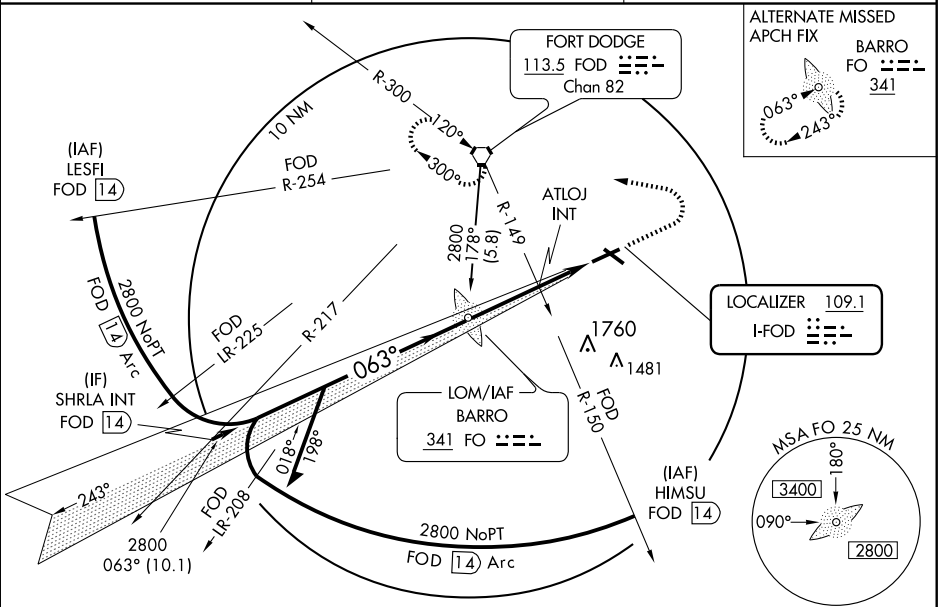 ALTERNATE MISSED
APCH FIX
BARRO
FO
341
063°
243°
FORT DODGE
113.5 FOD
Chan 82
R-300
120°
300°
10 NM
(IAF)
LESFI
FOD 14
FOD
R-254
ATLOJ
INT
R-149
2800
178°
(5.8)
2800 NoPT
FOD 14 Arc
FOD
LR-225
R-217
LOCALIZER 109.1
I-FOD
1760
1481
063°
(IF)
SHRLA INT
FOD 14
LOM/IAF
BARRO
341 FO
FOD
R-150
018°
198°
FOD
LR-208
243°
2800
063° (10.1)
2800 NoPT
FOD 14 Arc
(IAF)
HIMSU
FOD 14
MSA FO 25 NM
180°
3400
090°
2800